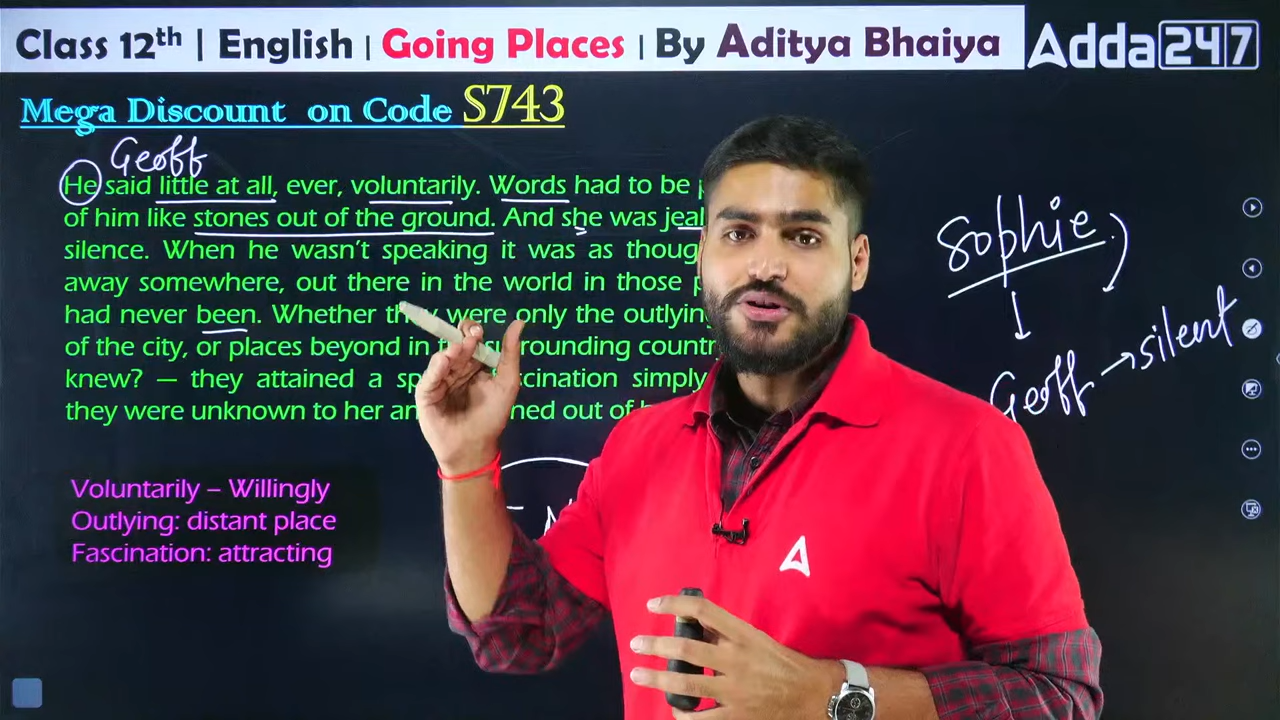 Class 12th | English | Going Places | By Aditya Bhaiya
Adda247
Mega Discount on Code S743
Geoff
He said little at all, ever, voluntarily. Words had to be
of him like stones out of the ground. And she was
silence. When he wasn't speaking it was as
away somewhere, out there in the world in those
had never been. Whether they were only the
of the city, or places beyond in
knew? — they attained a simply
they were unknown to her out of
Voluntarily – Willingly
Outlying: distant place
Fascination: attracting
Sophie
Geoff → silent